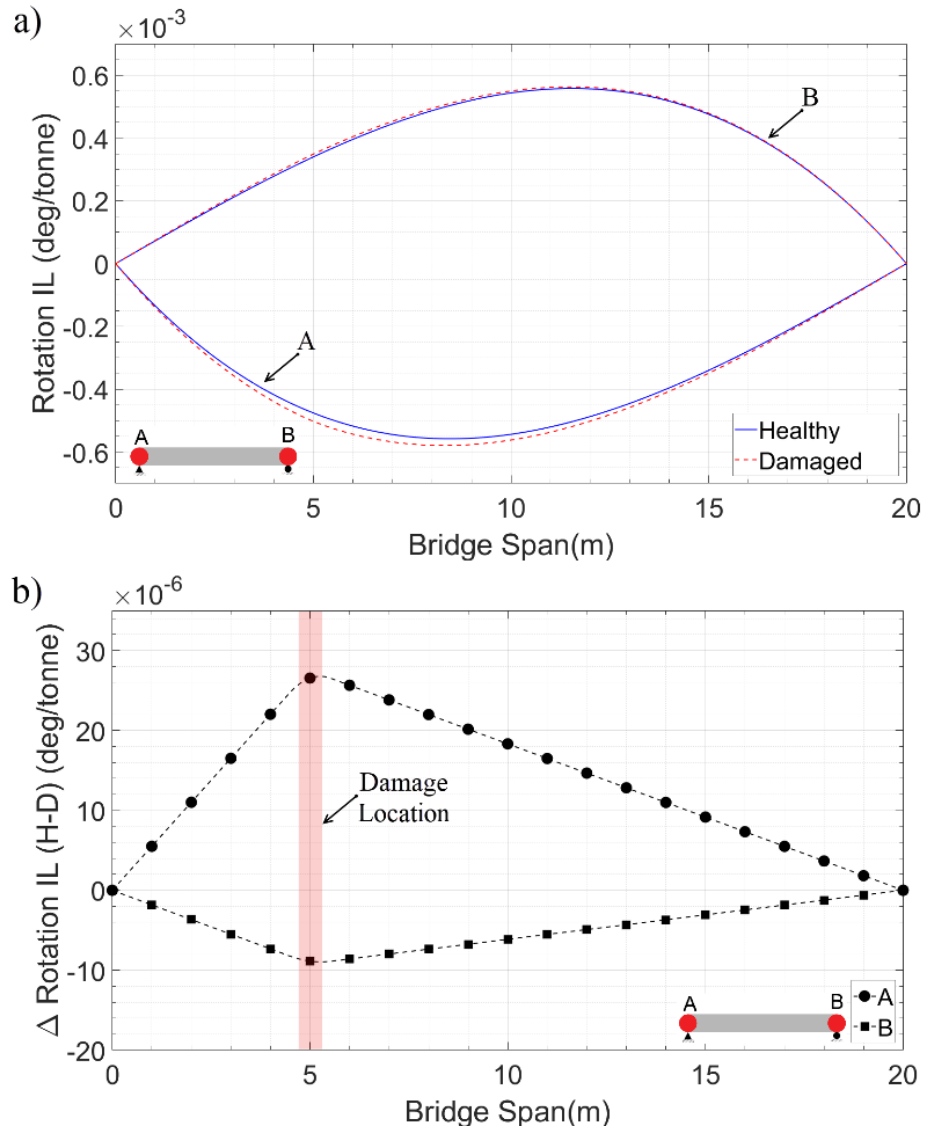 a)
×10⁻³
0.6
0.4
0.2
0
-0.2
-0.4
-0.6
Rotation IL (deg/tonne)
B
A
A B
Healthy
Damaged
0 5 10 15 20
Bridge Span(m)
b)
×10⁻⁶
30
20
10
0
-10
-20
Δ Rotation IL (H-D) (deg/tonne)
Damage
Location
A B
A
B
0 5 10 15 20
Bridge Span(m)